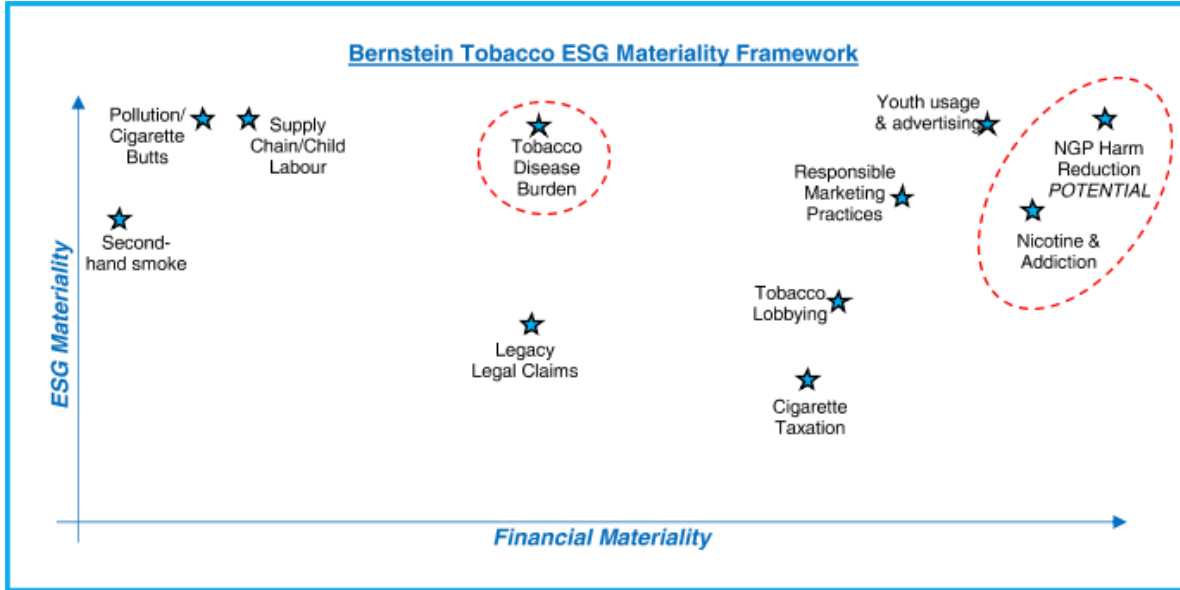 Bernstein Tobacco ESG Materiality Framework
Pollution/
Cigarette
Butts
Supply
Chain/Child
Labour
Tobacco
Disease
Burden
Youth usage
& advertising
NGP Harm
Reduction
POTENTIAL
Responsible
Marketing
Practices
Second-
hand smoke
Nicotine &
Addiction
Tobacco
Lobbying
Legacy
Legal Claims
Cigarette
Taxation
ESG Materiality
Financial Materiality